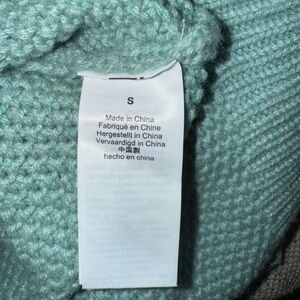 S
Made in China
Fabriqué en Chine
Hergestellt in China
Vervaardigd in China
中国製
hecho en china